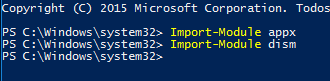 Copyright (C) 2015 Microsoft Corporation. Todos
PS C:\Windows\system32> Import-Module appx
PS C:\Windows\system32> Import-Module dism
PS C:\Windows\system32>